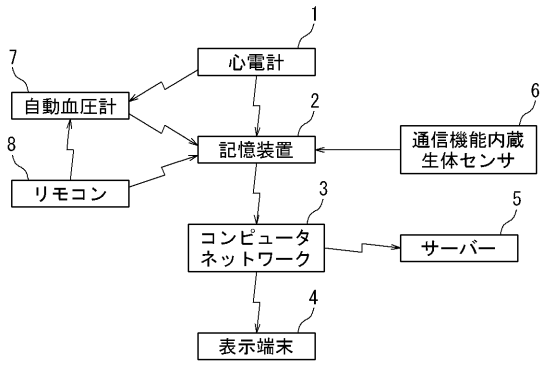 1
心電計
7
自動血圧計
2
記憶装置
6
通信機能内蔵
生体センサ
8
リモコン
3
コンピュータ
ネットワーク
5
サーバー
4
表示端末